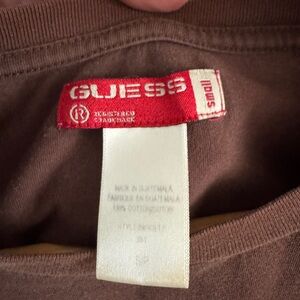 GUESS
small
®
REGISTERED
TRADEMARK
MADE IN GUATEMALA
FABRIQUE EN GUATEMALA
100% COTTON/COTON
S/P